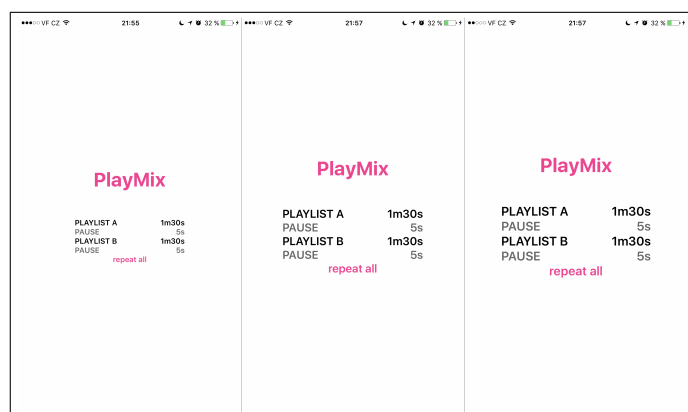 VF CZ 21:55 32 %
PlayMix
PLAYLIST A 1m30s
PAUSE 5s
PLAYLIST B 1m30s
PAUSE 5s
repeat all
VF CZ 21:57 32 %
PlayMix
PLAYLIST A 1m30s
PAUSE 5s
PLAYLIST B 1m30s
PAUSE 5s
repeat all
VF CZ 21:57 32 %
PlayMix
PLAYLIST A 1m30s
PAUSE 5s
PLAYLIST B 1m30s
PAUSE 5s
repeat all